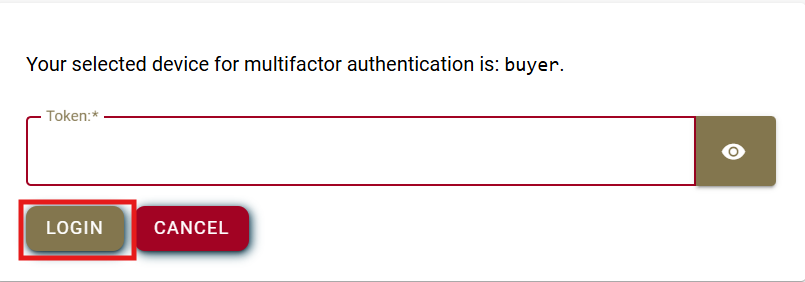 Your selected device for multifactor authentication is: buyer.
Token:*
LOGIN CANCEL